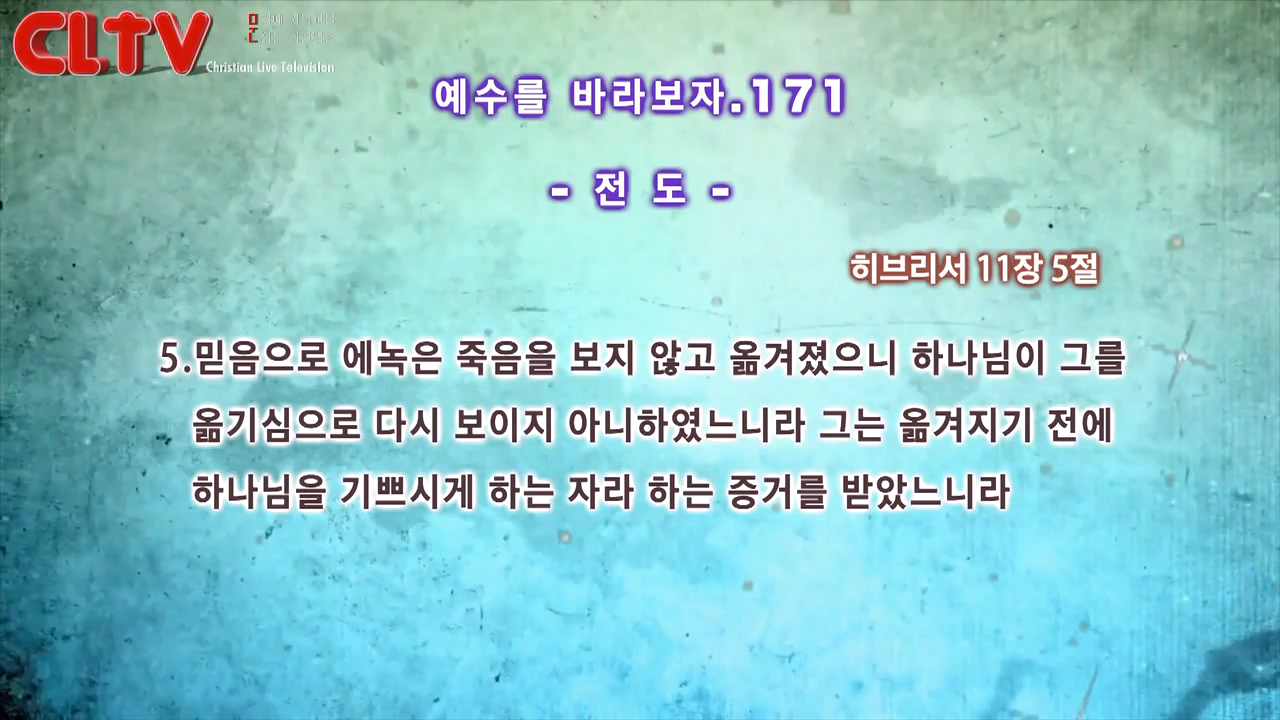 CLTV
Christian Live Television
예수를 바라보자.171
- 전 도 -
히브리서 11장 5절
5.믿음으로 에녹은 죽음을 보지 않고 옮겨졌으니 하나님이 그를
옮기심으로 다시 보이지 아니하였느니라 그는 옮겨지기 전에
하나님을 기쁘시게 하는 자라 하는 증거를 받았느니라